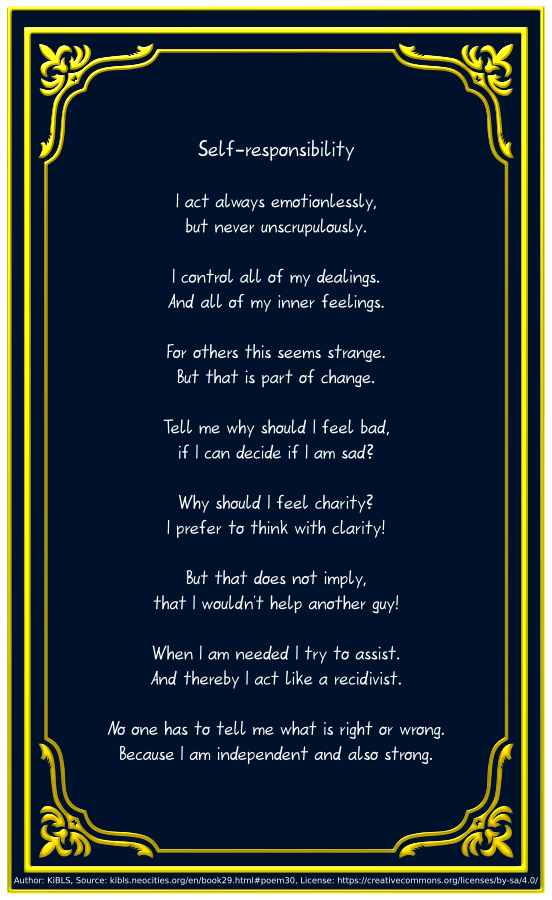 Self-responsibility
I act always emotionlessly,
but never unscrupulously.
I control all of my dealings.
And all of my inner feelings.
For others this seems strange.
But that is part of change.
Tell me why should I feel bad,
if I can decide if I am sad?
Why should I feel charity?
I prefer to think with clarity!
But that does not imply,
that I wouldn't help another guy!
When I am needed I try to assist.
And thereby I act like a recidivist.
No one has to tell me what is right or wrong.
Because I am independent and also strong.
Author: KiBLS, Source: kibls.neocities.org/en/book29.html#poem30, License: https://creativecommons.org/licenses/by-sa/4.0/